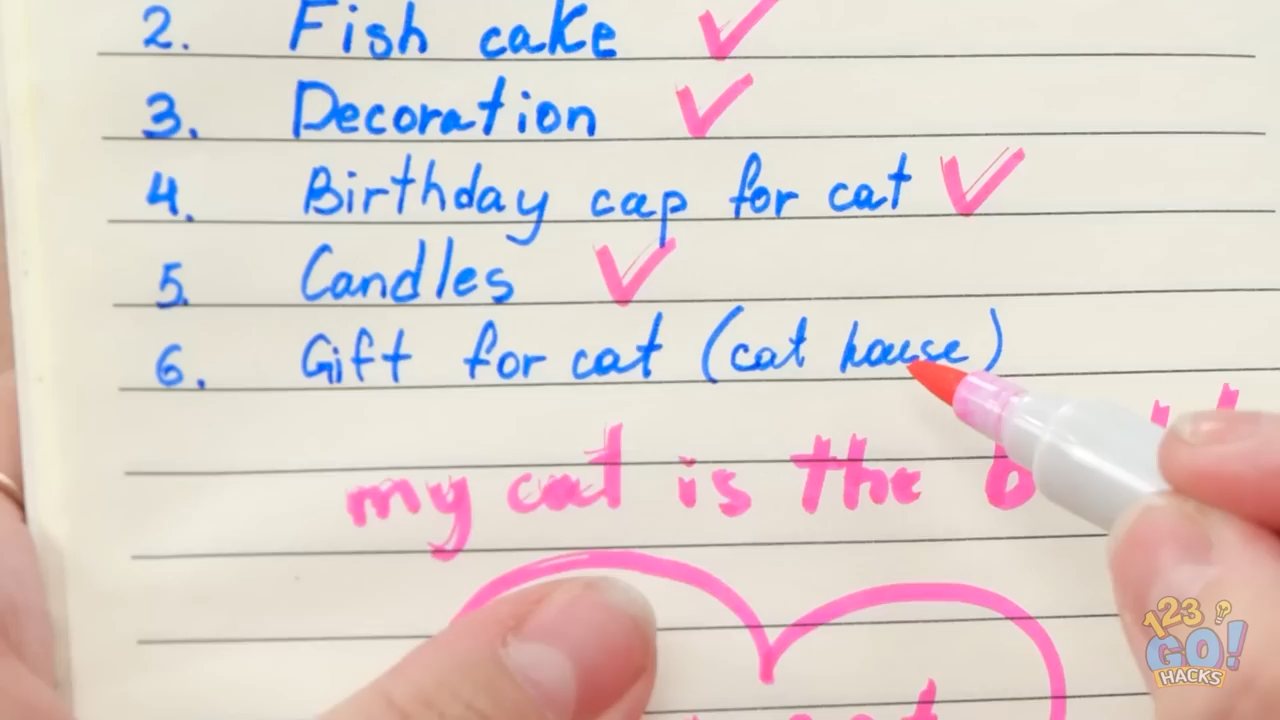 2. Fish cake
3. Decoration
4. Birthday cap for cat
5. Candles
6. Gift for cat (cat house)
my cat is the
cat
123 GO!
HACKS